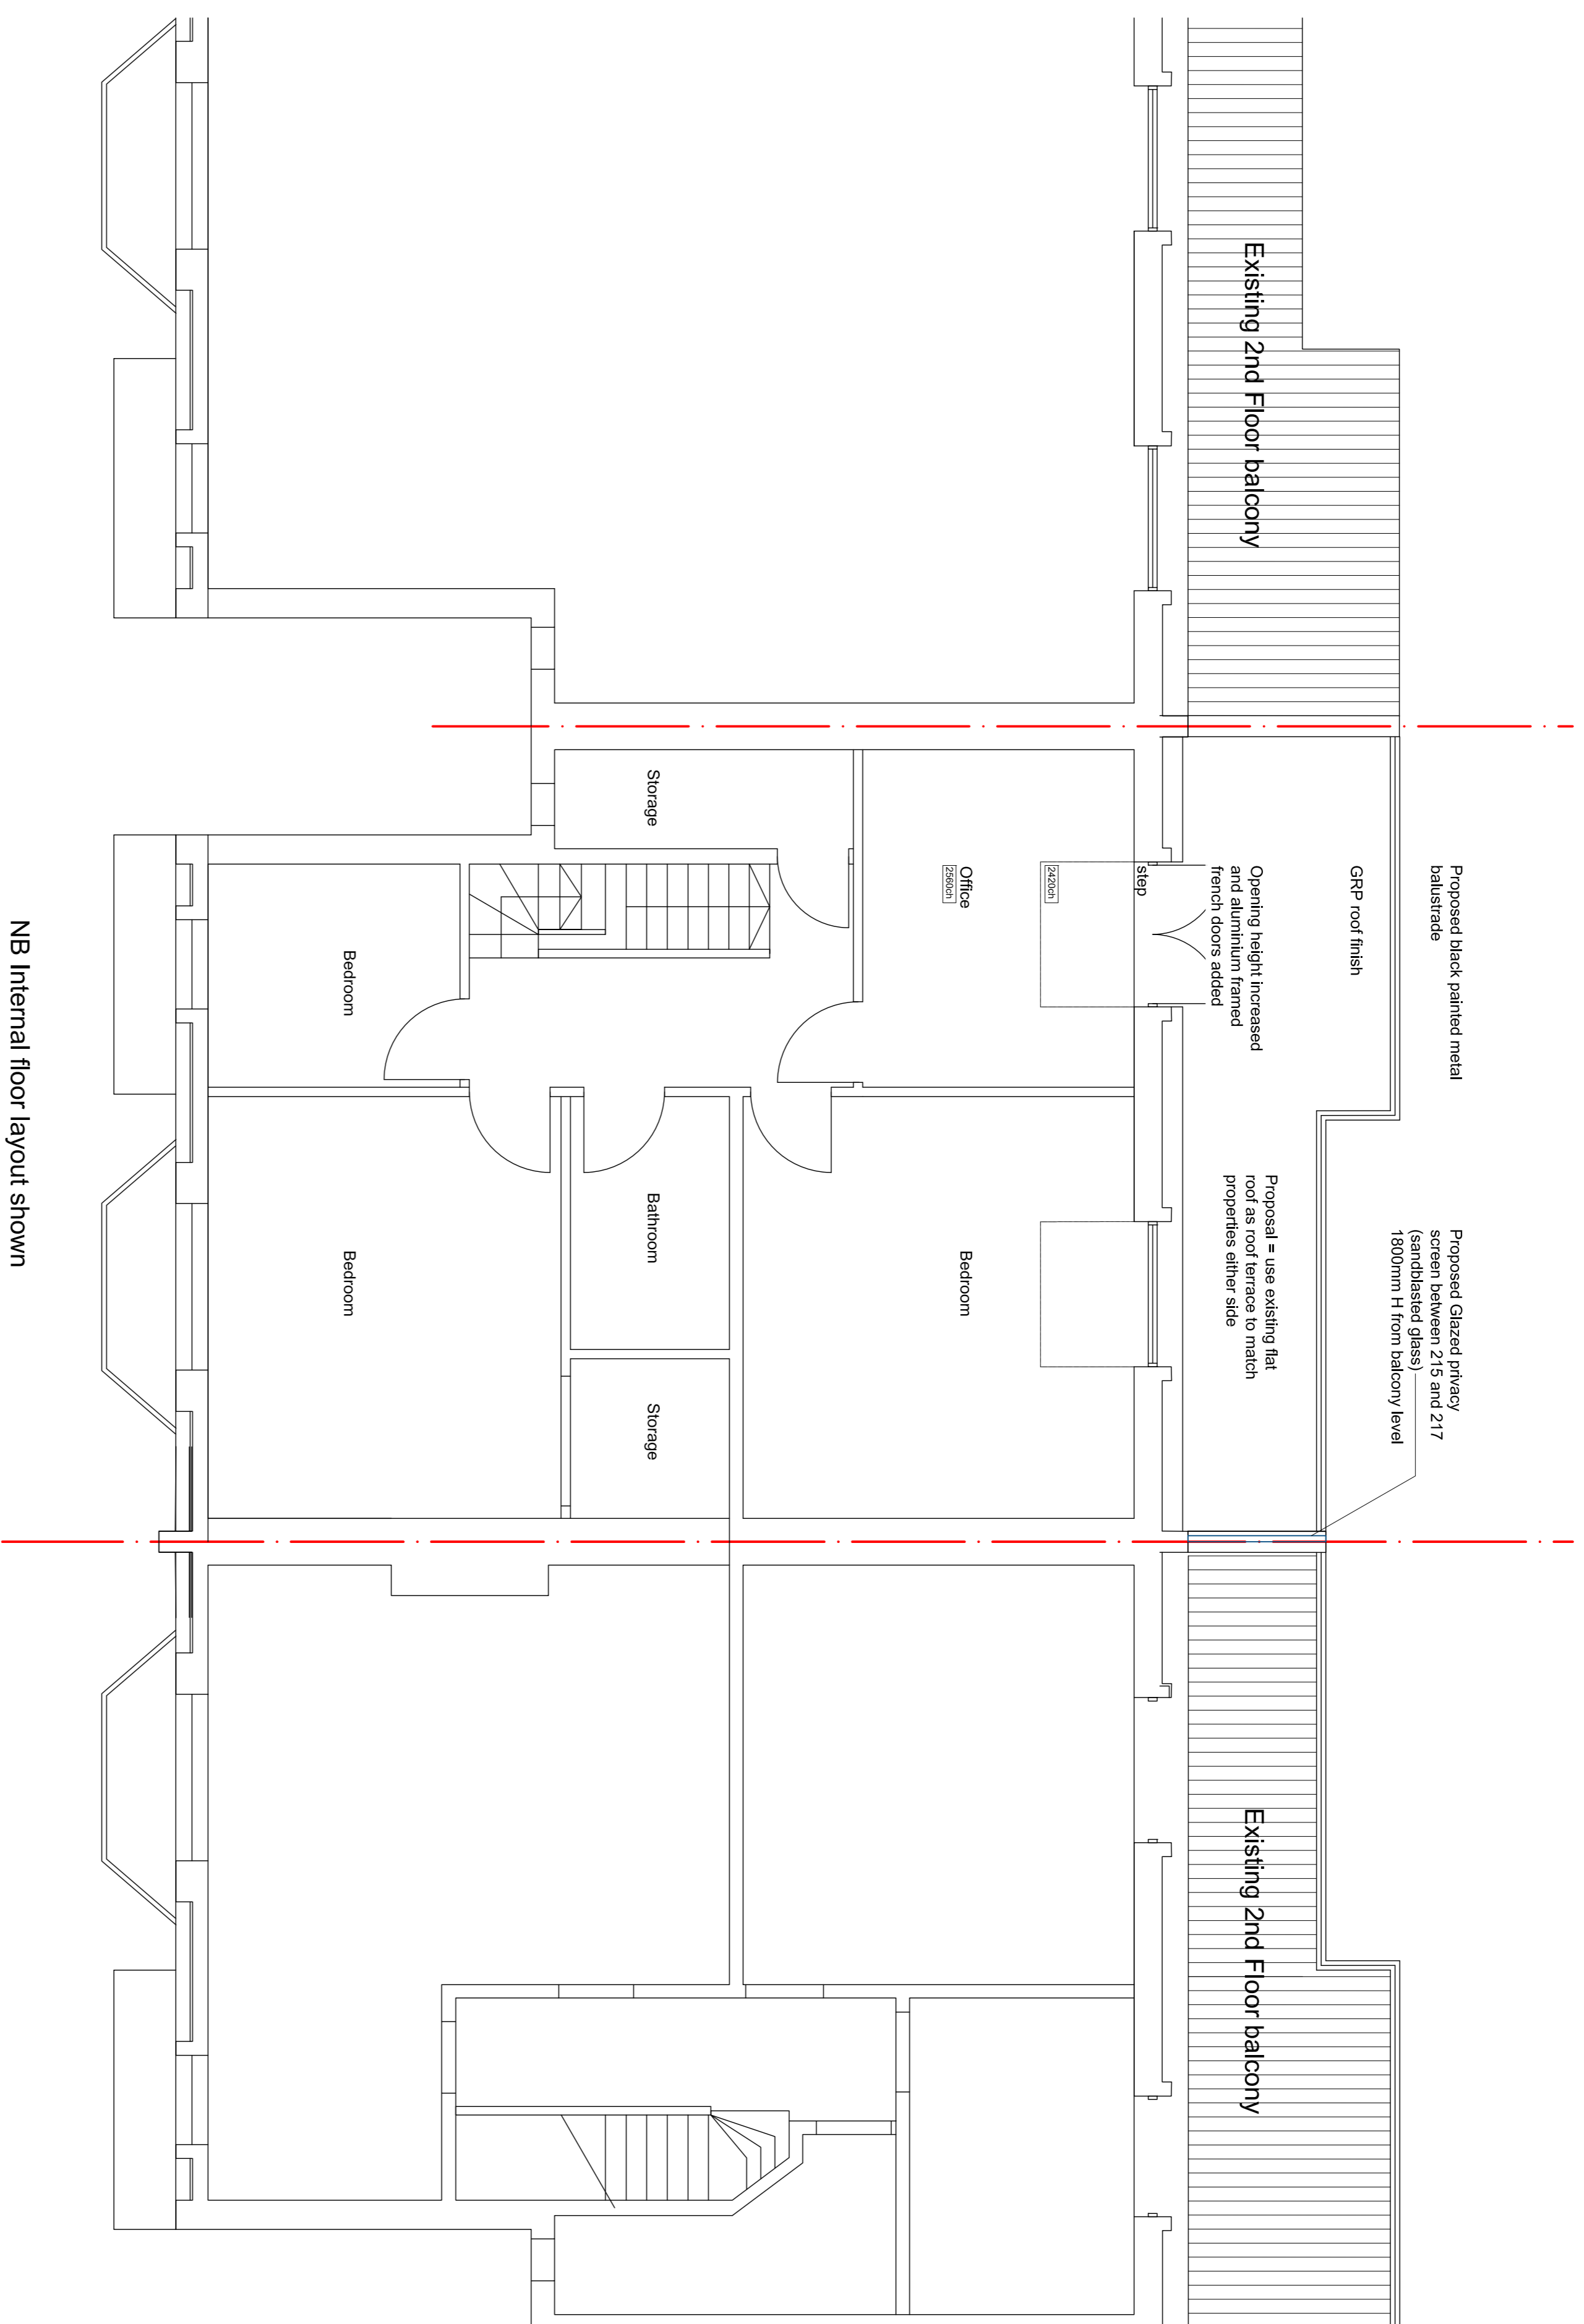 Existing 2nd Floor balcony
Proposed black painted metal
balustrade
GRP roof finish
Opening height increased
and aluminium framed
french doors added
step
2420ch
Office
2560ch
Storage
Bedroom
Proposed Glazed privacy
screen between 215 and 217
(sandblasted glass)
1800mm H from balcony level
Proposal = use existing flat
roof as roof terrace to match
properties either side
Bedroom
Bathroom
Storage
Bedroom
Existing 2nd Floor balcony
NB Internal floor layout shown